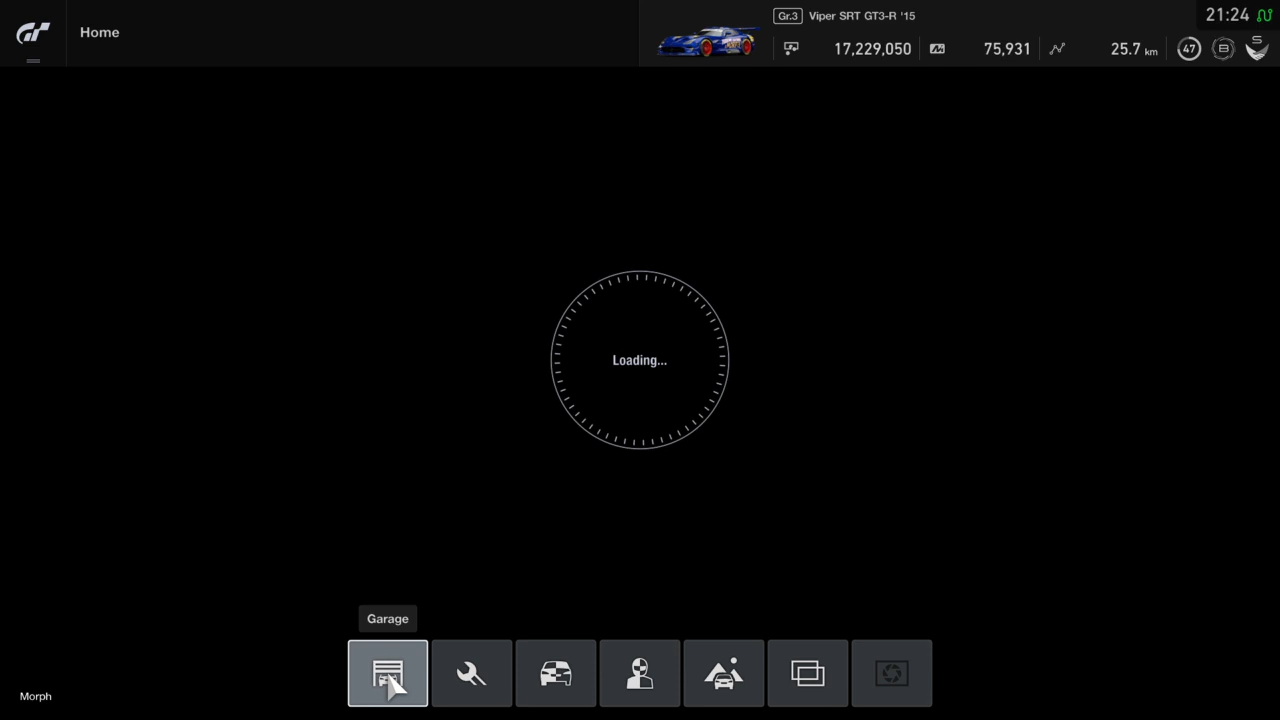 Home
Gr.3 Viper SRT GT3-R '15
21:24
17,229,050
75,931
25.7 km
47
B
S
Loading...
Garage
Morph